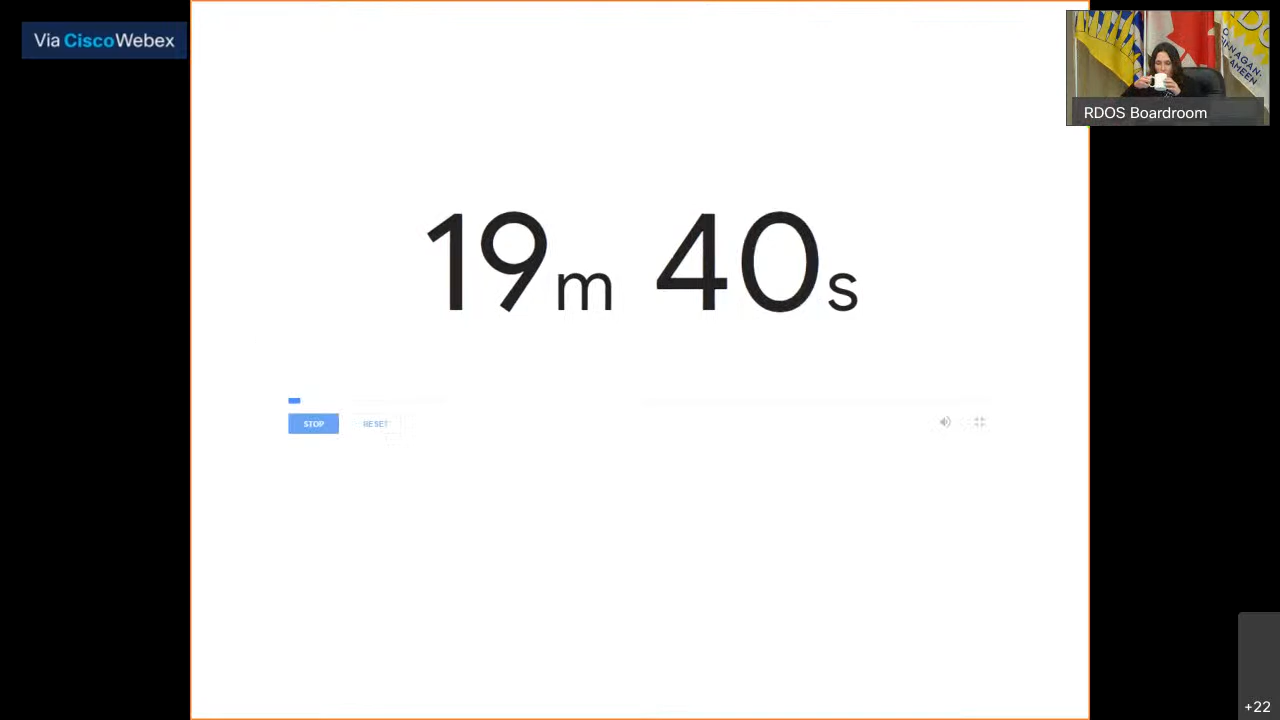 Via CiscoWebex
RDOS Boardroom
19m 40s
STOP
RESET
+22